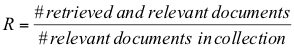 R = #retrieved and relevant documents
#relevant documents in collection